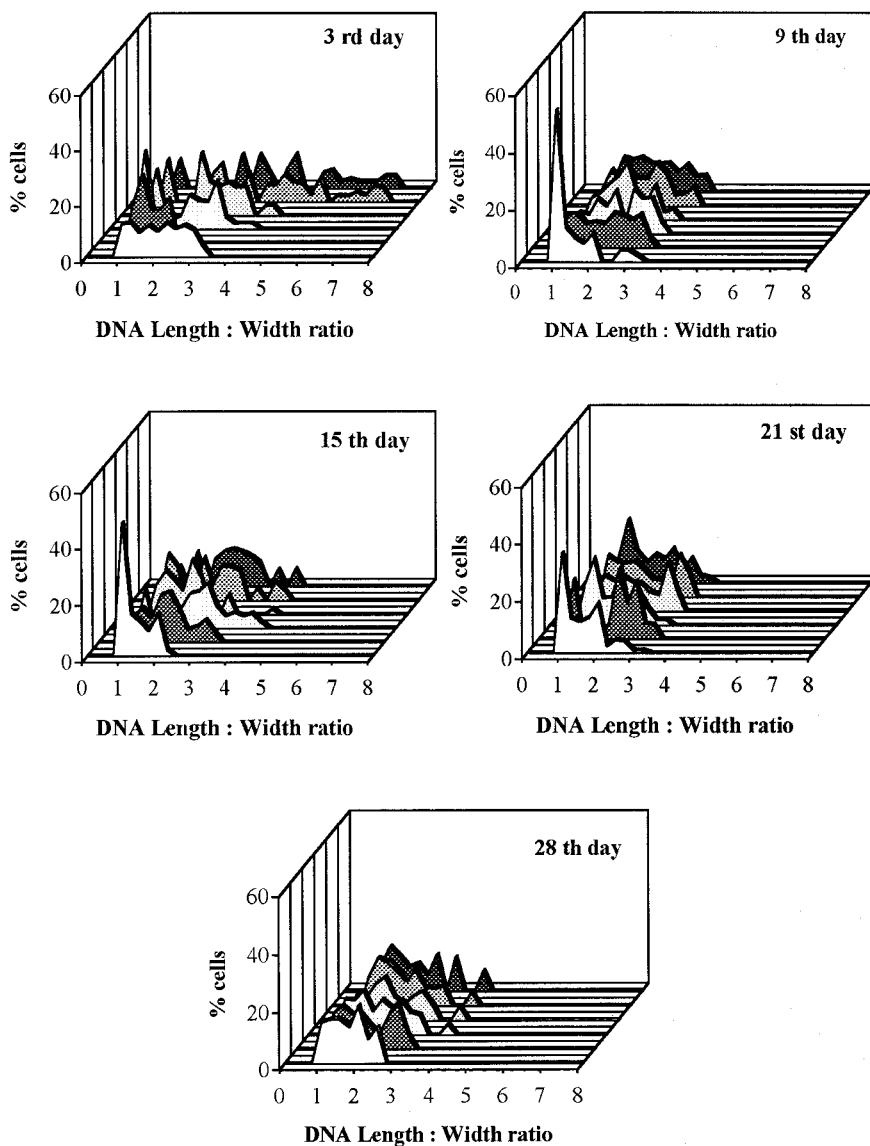 3 rd day
60
40
20
0
% cells
0 1 2 3 4 5 6 7 8
DNA Length : Width ratio
9 th day
60
40
20
0
% cells
0 1 2 3 4 5 6 7 8
DNA Length : Width ratio
15 th day
60
40
20
0
% cells
0 1 2 3 4 5 6 7 8
DNA Length : Width ratio
21 st day
60
40
20
0
% cells
0 1 2 3 4 5 6 7 8
DNA Length : Width ratio
28 th day
60
40
20
0
% cells
0 1 2 3 4 5 6 7 8
DNA Length : Width ratio